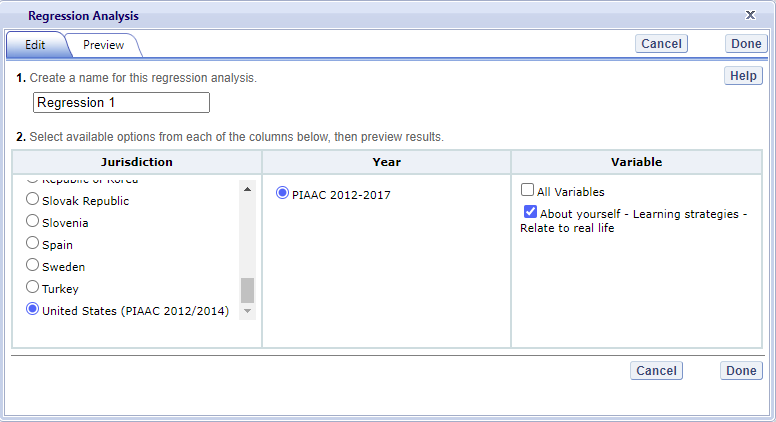 Regression Analysis
X
Edit
Preview
Cancel
Done
1. Create a name for this regression analysis.
Help
Regression 1
2. Select available options from each of the columns below, then preview results.
Jurisdiction
Year
Variable
Republic of Korea
Slovak Republic
Slovenia
Spain
Sweden
Turkey
United States (PIAAC 2012/2014)
PIAAC 2012-2017
All Variables
About yourself - Learning strategies -
Relate to real life
Cancel
Done